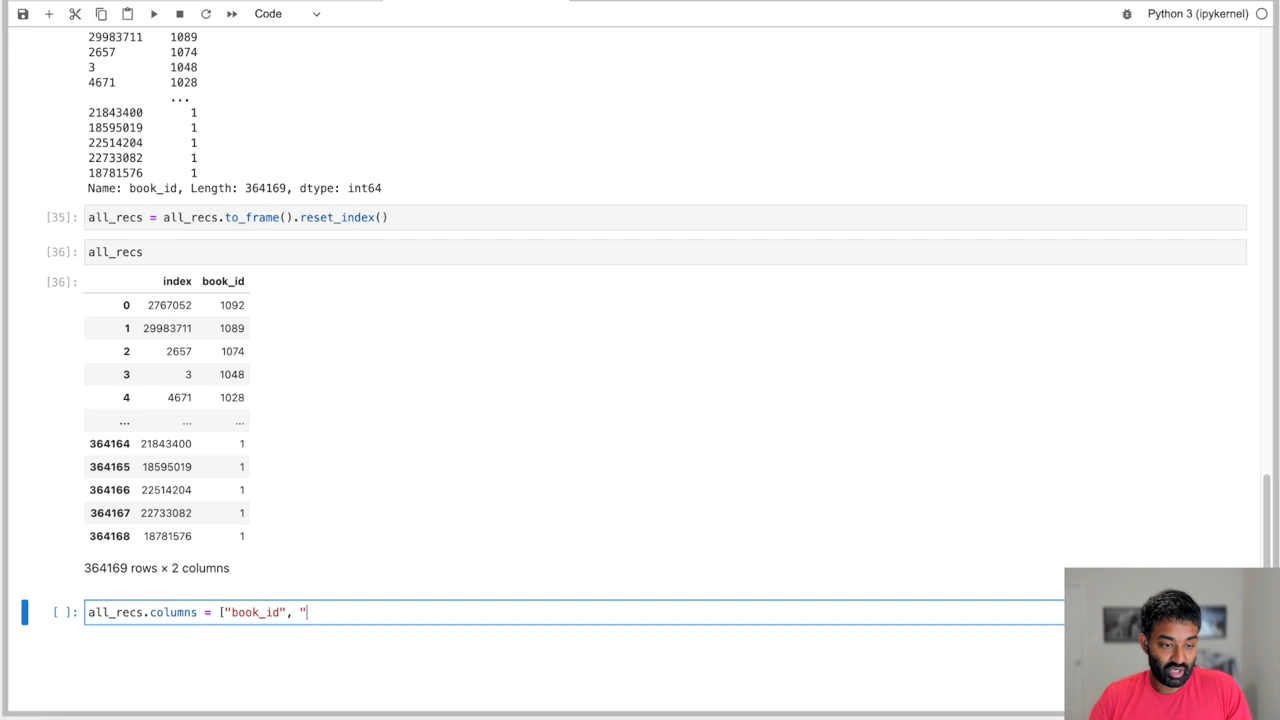 Code
Python 3 (ipykernel)
29983711 1089
2657 1074
3 1048
4671 1028
...
21843400 1
18595019 1
22514204 1
22733082 1
18781576 1
Name: book_id, Length: 364169, dtype: int64
[35]: all_recs = all_recs.to_frame().reset_index()
[36]: all_recs
[36]:
index book_id
0 2767052 1092
1 29983711 1089
2 2657 1074
3 3 1048
4 4671 1028
... ... ...
364164 21843400 1
364165 18595019 1
364166 22514204 1
364167 22733082 1
364168 18781576 1
364169 rows × 2 columns
[ ]: all_recs.columns = ["book_id", "